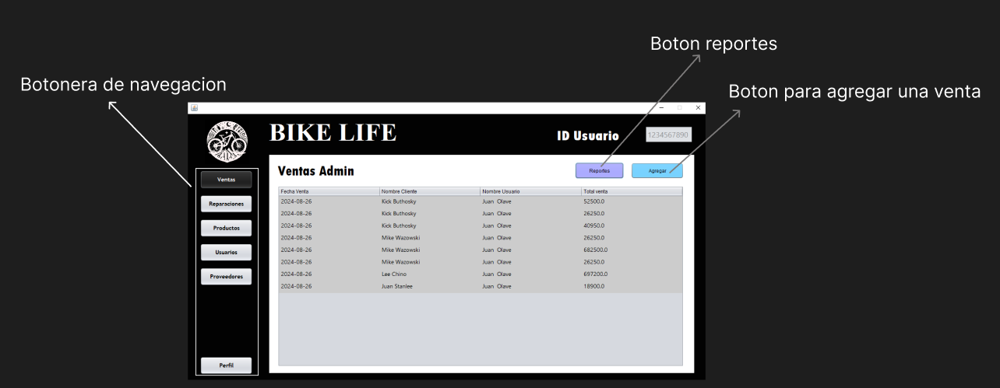 Boton reportes
Botonera de navegacion
Boton para agregar una venta
BIKE LIFE
ID Usuario
1234567890
Ventas Admin
Reportes
Agregar
Ventas
Reparaciones
Productos
Usuarios
Proveedores
Perfil
Fecha Venta Nombre Cliente Nombre Usuario Total venta
2024-08-26 Kick Buthosky Juan Olave 52500.0
2024-08-26 Kick Buthosky Juan Olave 26250.0
2024-08-26 Kick Buthosky Juan Olave 40950.0
2024-08-26 Mike Wazowski Juan Olave 26250.0
2024-08-26 Mike Wazowski Juan Olave 682500.0
2024-08-26 Mike Wazowski Juan Olave 26250.0
2024-08-26 Lee Chino Juan Olave 697200.0
2024-08-26 Juan Stanlee Juan Olave 18900.0